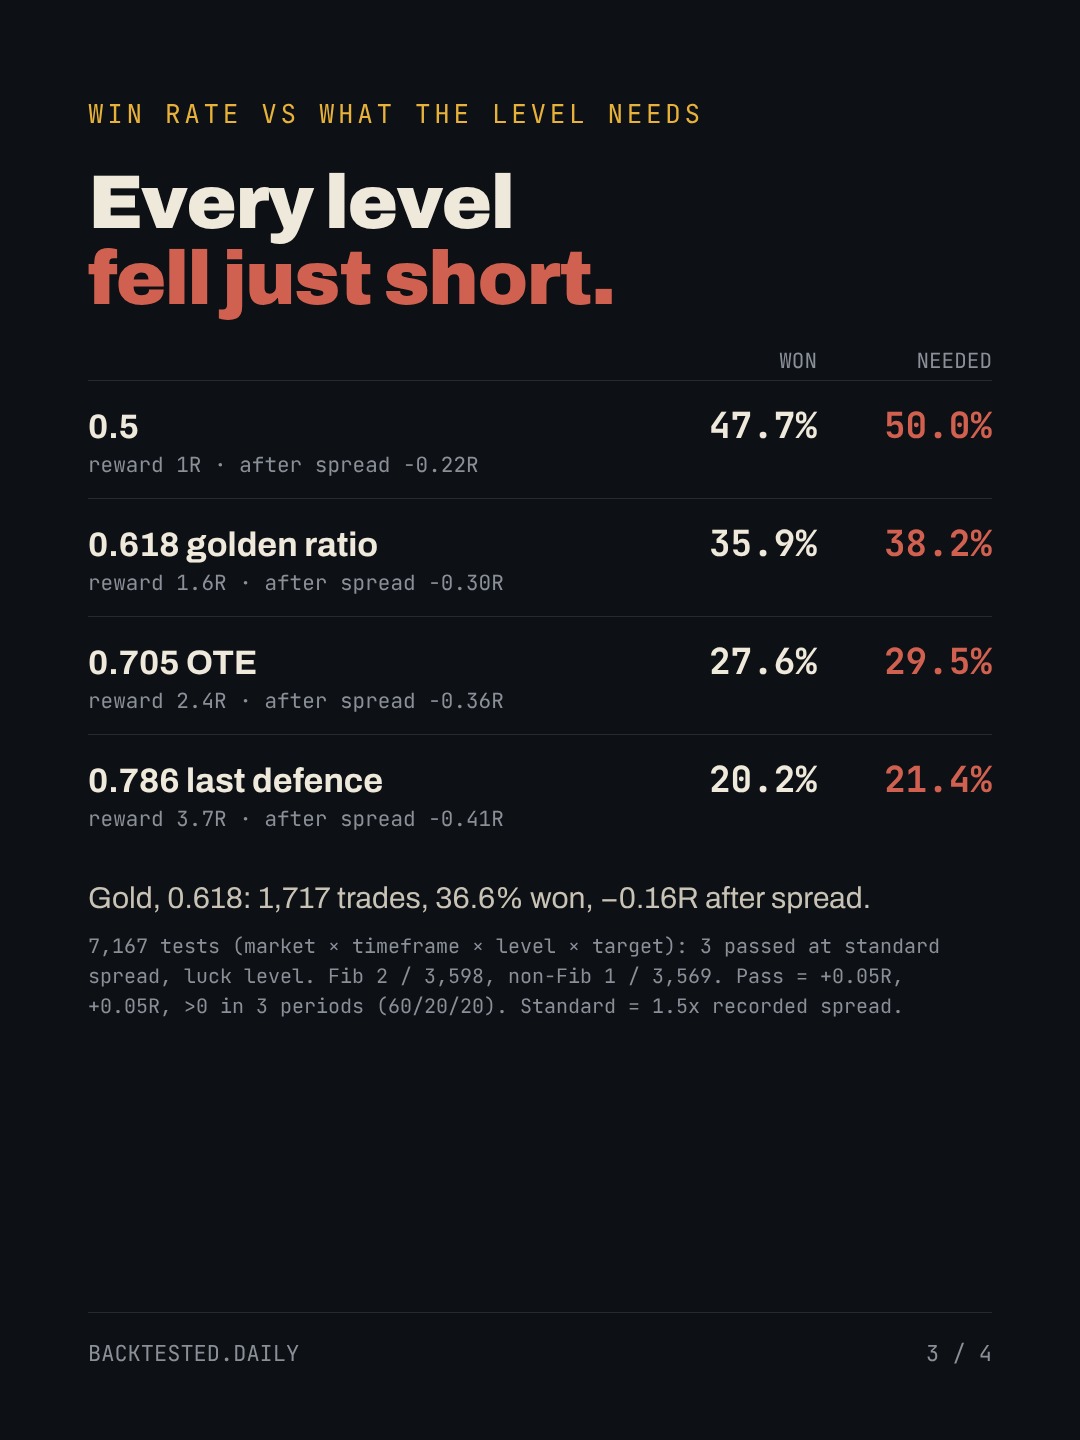 WIN RATE VS WHAT THE LEVEL NEEDS
Every level
fell just short.
WON NEEDED
0.5 47.7% 50.0%
reward 1R · after spread -0.22R
0.618 golden ratio 35.9% 38.2%
reward 1.6R · after spread -0.30R
0.705 OTE 27.6% 29.5%
reward 2.4R · after spread -0.36R
0.786 last defence 20.2% 21.4%
reward 3.7R · after spread -0.41R
Gold, 0.618: 1,717 trades, 36.6% won, −0.16R after spread.
7,167 tests (market × timeframe × level × target): 3 passed at standard
spread, luck level. Fib 2 / 3,598, non-Fib 1 / 3,569. Pass = +0.05R,
+0.05R, >0 in 3 periods (60/20/20). Standard = 1.5x recorded spread.
BACKTESTED.DAILY 3 / 4